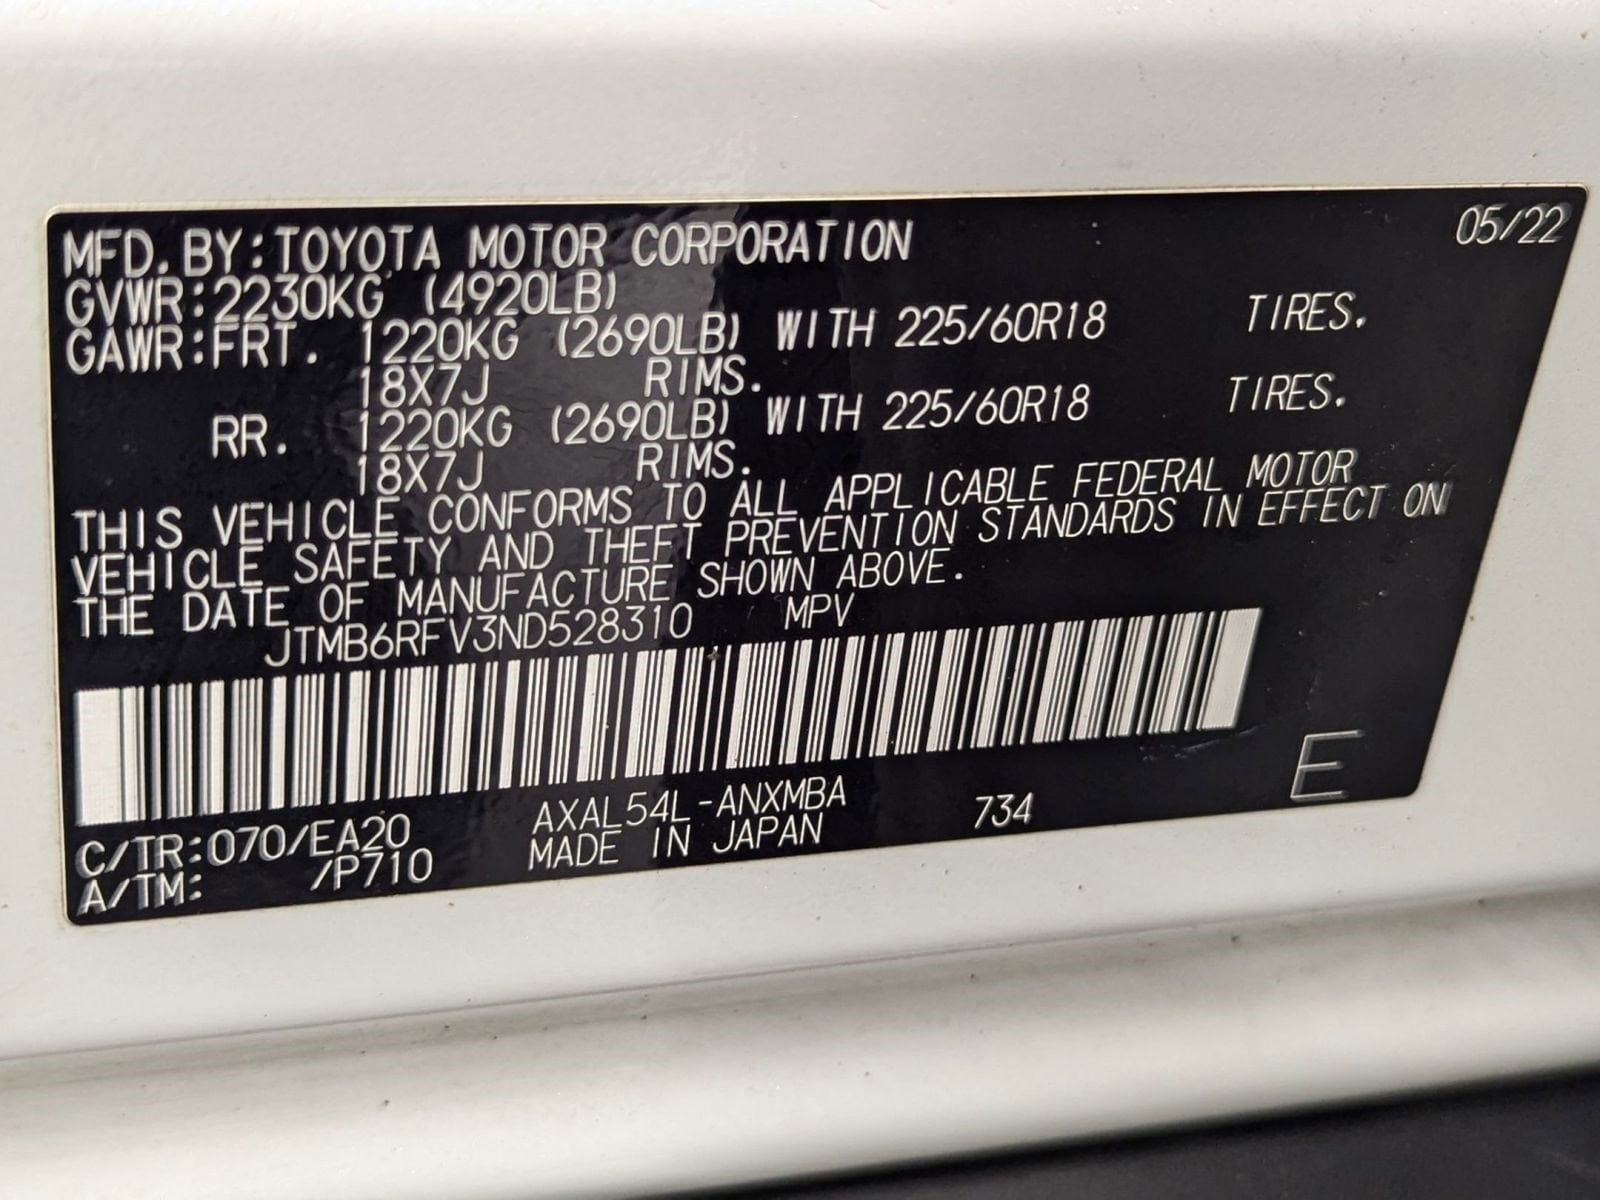 05/22
MFD. BY: TOYOTA MOTOR CORPORATION
GVWR: 2230KG (4920LB)
GAWR: FRT. 1220KG (2690LB) WITH 225/60R18 TIRES.
18X7J RIMS.
RR. 1220KG (2690LB) WITH 225/60R18 TIRES.
18X7J RIMS.
THIS VEHICLE CONFORMS TO ALL APPLICABLE FEDERAL MOTOR
VEHICLE SAFETY AND THEFT PREVENTION STANDARDS IN EFFECT ON
THE DATE OF MANUFACTURE SHOWN ABOVE.
JTMB6RFV3ND528310 MPV
C/TR: 070/EA20 AXAL54L-ANXMBA 734 E
A/TM: /P710 MADE IN JAPAN